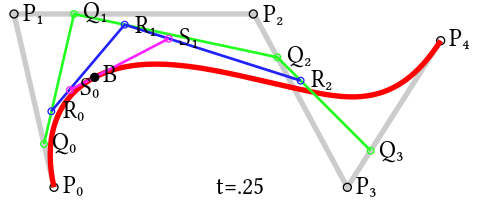 P₁
Q₁
R₁
S₁
P₂
Q₂
R₂
P₄
B
S₀
R₀
Q₀
Q₃
P₀
t=.25
P₃